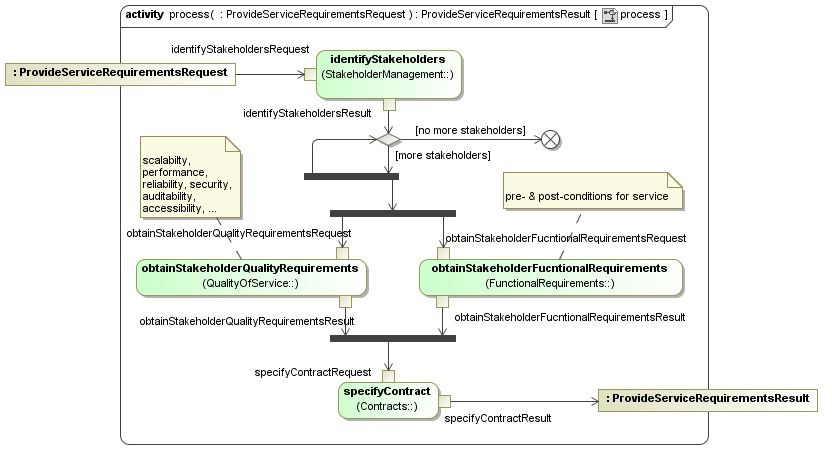 activity process( : ProvideServiceRequirementsRequest ) : ProvideServiceRequirementsResult [ process ]
identifyStakeholdersRequest
: ProvideServiceRequirementsRequest
identifyStakeholders
(StakeholderManagement::)
identifyStakeholdersResult
[no more stakeholders]
[more stakeholders]
scalabilty,
performance,
reliability, security,
auditability,
accessibility, ...
pre- & post-conditions for service
obtainStakeholderQualityRequirementsRequest
obtainStakeholderFucntionalRequirementsRequest
obtainStakeholderQualityRequirements
(QualityOfService::)
obtainStakeholderFucntionalRequirements
(FunctionalRequirements::)
obtainStakeholderQualityRequirementsResult
obtainStakeholderFucntionalRequirementsResult
specifyContractRequest
specifyContract
(Contracts::)
specifyContractResult
: ProvideServiceRequirementsResult